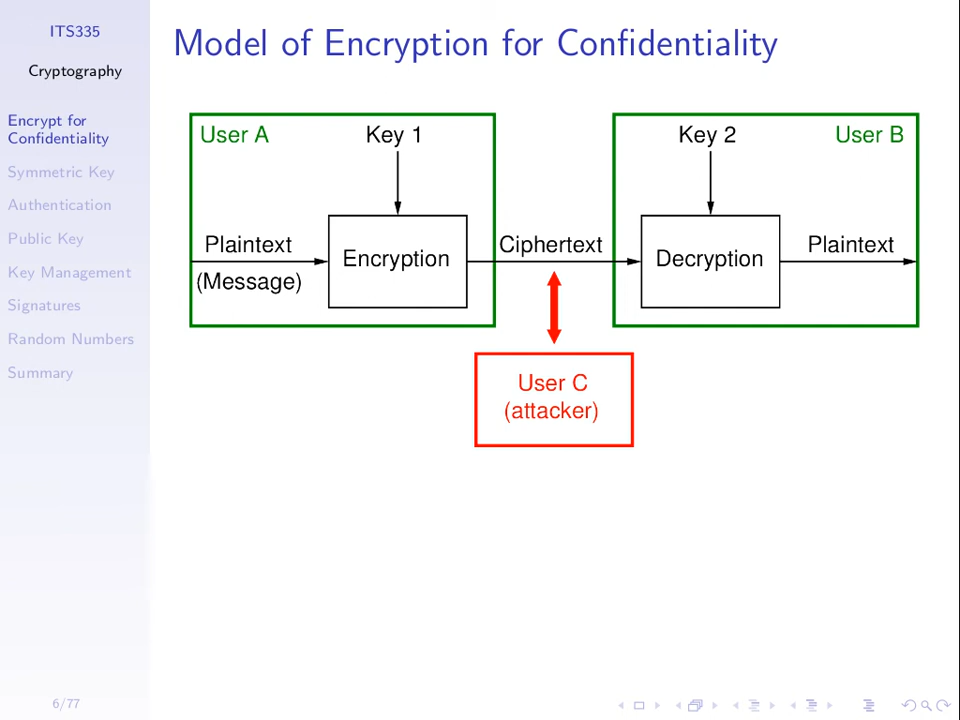 ITS335
Cryptography
Encrypt for
Confidentiality
Symmetric Key
Authentication
Public Key
Key Management
Signatures
Random Numbers
Summary
6/77
Model of Encryption for Confidentiality
User A
Key 1
Key 2
User B
Plaintext
(Message)
Encryption
Ciphertext
Decryption
Plaintext
User C
(attacker)